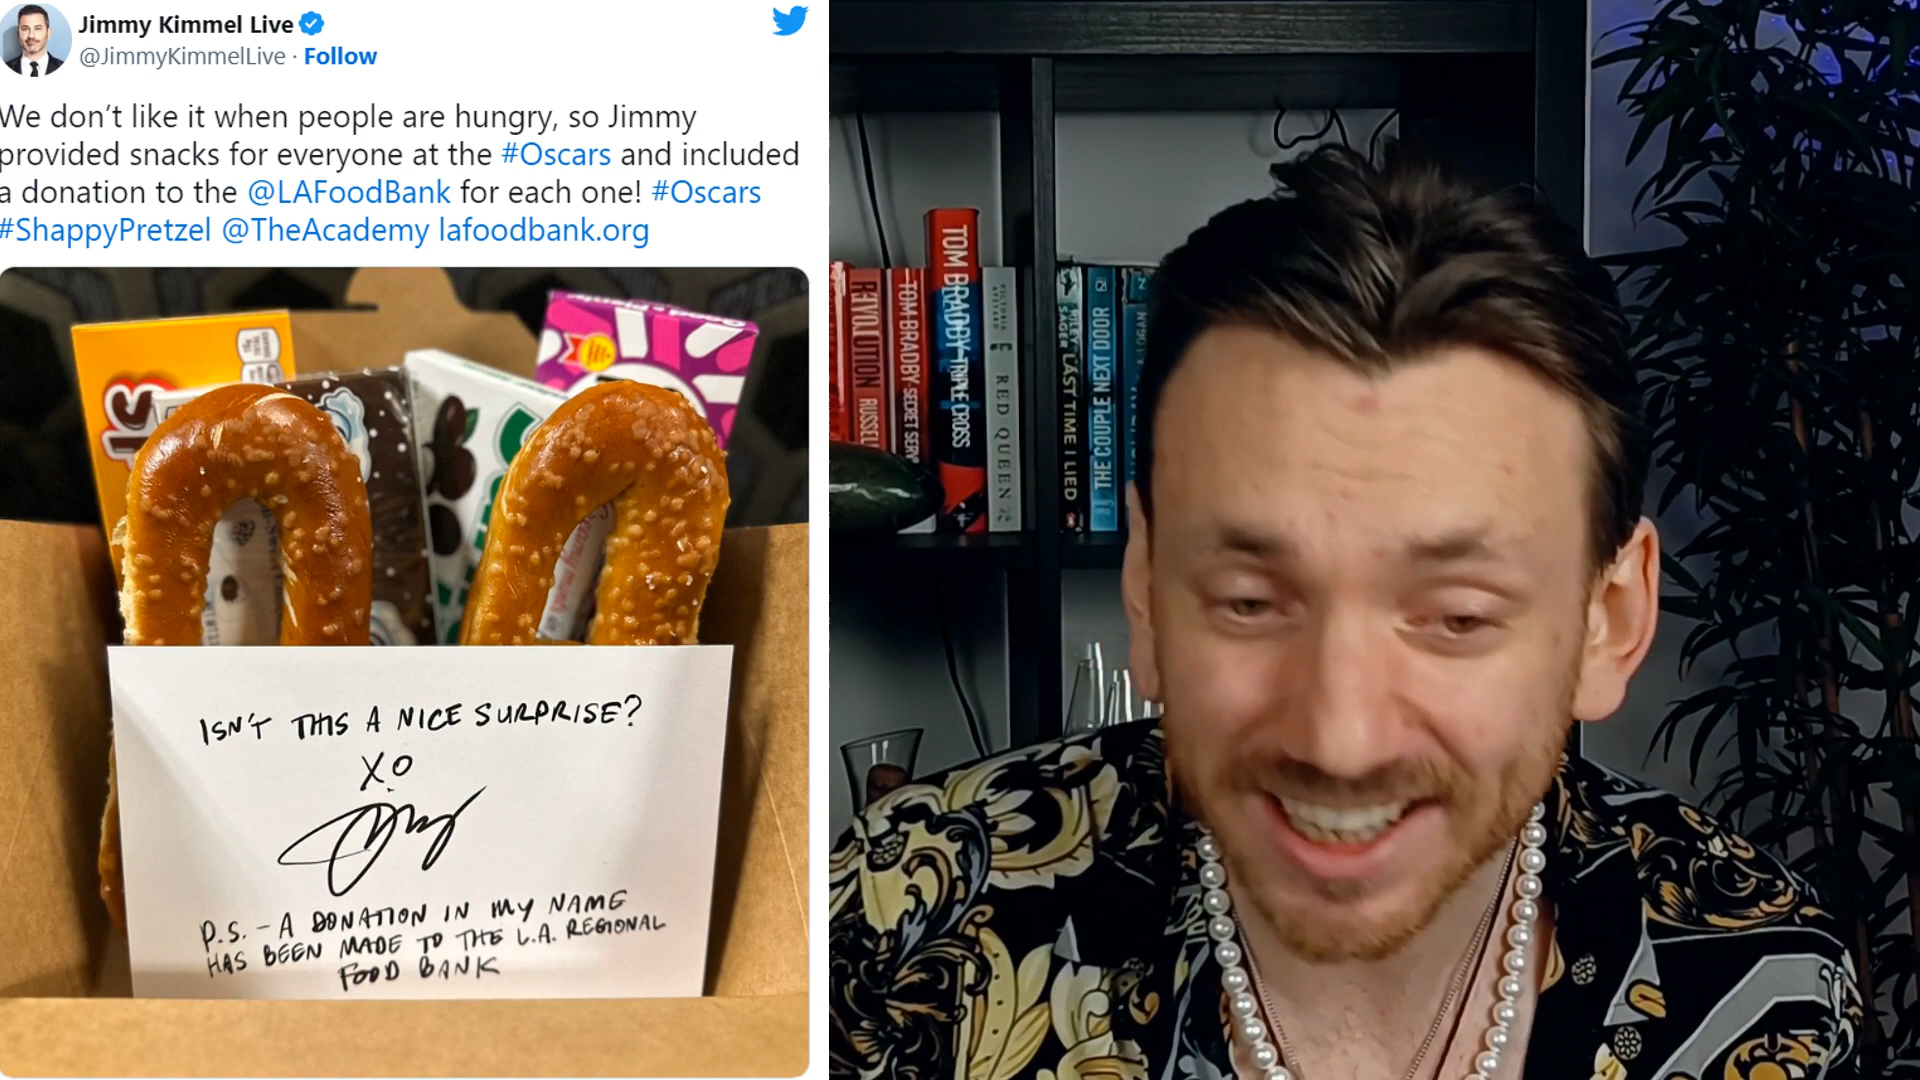 Jimmy Kimmel Live
@JimmyKimmelLive · Follow
We don’t like it when people are hungry, so Jimmy
provided snacks for everyone at the #Oscars and included
a donation to the @LAFoodBank for each one! #Oscars
#ShappyPretzel @TheAcademy lafoodbank.org
ISN'T THIS A NICE SURPRISE?
XO
P.S. - A DONATION IN MY NAME
HAS BEEN MADE TO THE L.A. REGIONAL
FOOD BANK
REVOLUTION
TOM BRADBY
TOM BRADBY · TRIPLE CROSS
VICTORIA AVEYARD RED QUEEN
RILEY SAGER LAST TIME I LIED
THE COUPLE NEXT DOOR